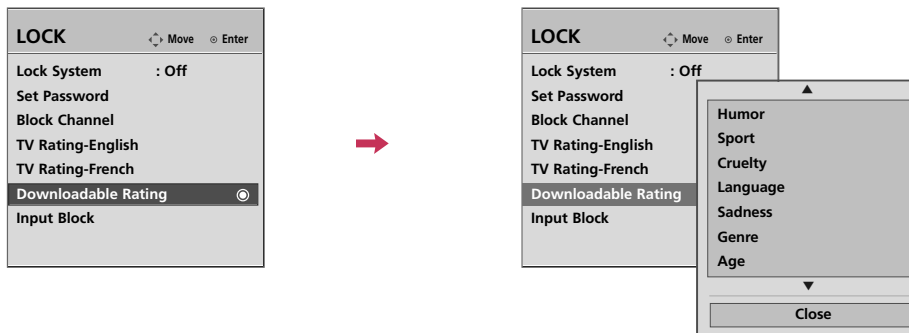 LOCK Move Enter
Lock System : Off
Set Password
Block Channel
TV Rating-English
TV Rating-French
Downloadable Rating
Input Block
LOCK Move Enter
Lock System : Off
Set Password
Block Channel
TV Rating-English
TV Rating-French
Downloadable Rating
Input Block
Humor
Sport
Cruelty
Language
Sadness
Genre
Age
Close